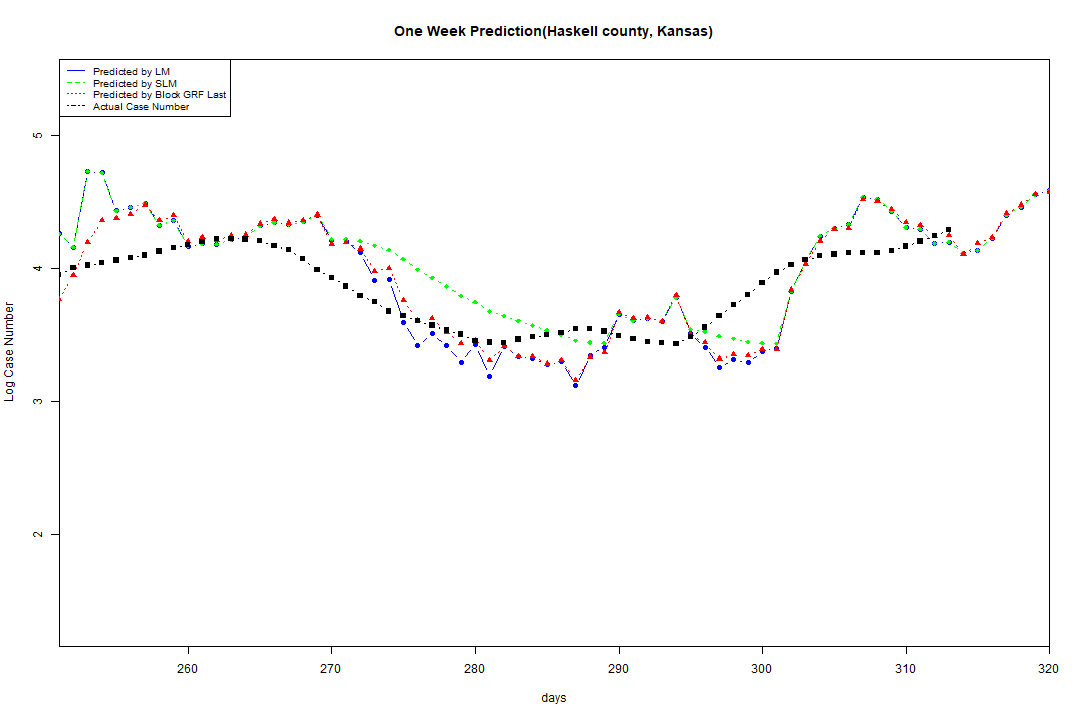 One Week Prediction(Haskell county, Kansas)
Predicted by LM
Predicted by SLM
Predicted by Block GRF Last
Actual Case Number
5
4
3
2
Log Case Number
260 270 280 290 300 310 320
days